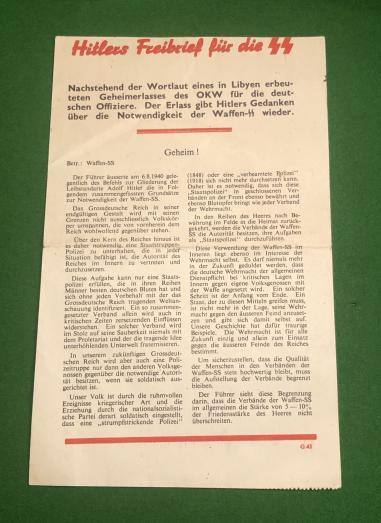 Hitlers Freibrief für die SS
Nachstehend der Wortlaut eines in Libyen erbeu-
teten Geheimerlasses des OKW für die deut-
schen Offiziere. Der Erlass gibt Hitlers Gedanken
über die Notwendigkeit der Waffen-SS wieder.
Geheim !
Betr.: Waffen-SS
Der Führer äusserte am 6.8.1940 gele-
gentlich des Befehls zur Gliederung der
Leibstandarte Adolf Hitler die in Fol-
gendem zusammengefassten Grundsätze
zur Notwendigkeit der Waffen-SS.
Das Grossdeutsche Reich in seiner
endgültigen Gestalt wird mit seinen
Grenzen nicht ausschliesslich Volkskör-
per umspannen, die von vornherein dem
Reich wohlwollend gegenüber stehen.
Über den Kern des Reiches hinaus ist
es daher notwendig, eine Staatstruppen-
Polizei zu unterhalten, die in jeder
Situation befähigt ist, die Autorität des
Reiches im Innern zu vertreten und
durchzusetzen.
Diese Aufgabe kann nur eine Staats-
polizei erfüllen, die in ihren Reihen
Männer besten deutschen Blutes hat und
sich ohne jeden Vorbehalt mit der das
Grossdeutsche Reich tragenden Weltan-
schauung identifiziert. Ein so zusammen-
gesetzter Verband allein wird auch in
kritischen Zeiten zersetzenden Einflüssen
widerstehen. Ein solcher Verband wird
im Stolz auf seine Sauberkeit niemals mit
dem Proletariat und der die tragende Idee
unterhöhlenden Unterwelt fraternisieren.
In unserem zukünftigen Grossdeut-
schen Reich wird aber auch eine Poli-
zeitruppe nur dann den anderen Volksge-
nossen gegenüber die notwendige Autori-
tät besitzen, wenn sie soldatisch aus-
gerichtet ist.
Unser Volk ist durch die ruhmvollen
Ereignisse kriegerischer Art und die
Erziehung durch die nationalsozialisti-
sche Partei derart soldatisch eingestellt,
dass eine „strumpfstrickende Polizei"
(1848) oder eine „verbeamtete Polizei"
(1918) sich nicht mehr durchsetzen kann.
Daher ist es notwendig, dass sich diese
„Staatspolizei" in geschlossenen Ver-
bänden an der Front ebenso bewährt und
ebenso Blutopfer bringt wie jeder Verband
der Wehrmacht.
In den Reihen des Heeres nach Be-
währung im Felde in die Heimat zurück-
gekehrt, werden die Verbände der Waffen-
SS die Autorität besitzen, ihre Aufgaben
als „Staatspolizei" durchzuführen.
Diese Verwendung der Waffen-SS im
Inneren liegt ebenso im Interesse der
Wehrmacht selbst. Es darf niemals mehr
in der Zukunft geduldet werden, dass
die deutsche Wehrmacht der allgemeinen
Dienstpflicht bei kritischen Lagen im
Innern gegen eigene Volksgenossen mit
der Waffe angesetzt wird. Ein solcher
Schritt ist der Anfang vom Ende. Ein
Staat, der zu diesen Mitteln greifen muss,
ist nicht mehr in der Lage, seine Wehr-
macht gegen den äusseren Feind anzuset-
zen und gibt sich damit selbst auf.
Unsere Geschichte hat dafür traurige
Beispiele. Die Wehrmacht ist für alle
Zukunft einzig und allein zum Einsatz
gegen die äusseren Feinde des Reiches
bestimmt.
Um sicherzustellen, dass die Qualität
der Menschen in den Verbänden der
Waffen-SS stets hochwertig bleibt, muss
die Aufstellung der Verbände begrenzt
bleiben.
Der Führer sieht diese Begrenzung
darin, dass die Verbände der Waffen-SS
im allgemeinen die Stärke von 5 — 10%
der Friedensstärke des Heeres nicht
überschreiten.
G 43